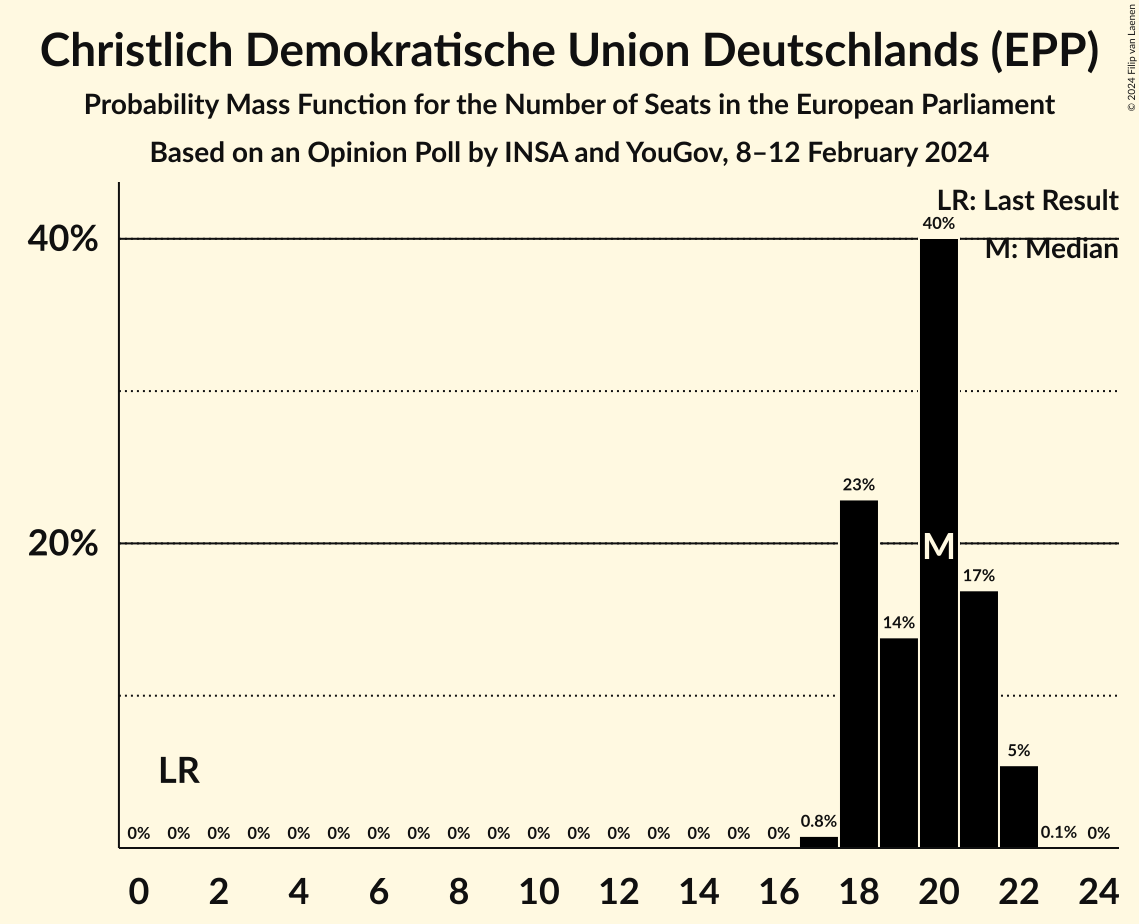 Christlich Demokratische Union Deutschlands (EPP)
Probability Mass Function for the Number of Seats in the European Parliament
Based on an Opinion Poll by INSA and YouGov, 8–12 February 2024
© 2024 Filip van Laenen
LR: Last Result
M: Median
40%
20%
40%
23%
M
17%
14%
5%
LR
0% 0% 0% 0% 0% 0% 0% 0% 0% 0% 0% 0% 0% 0% 0% 0% 0% 0.8% 0.1% 0%
0 2 4 6 8 10 12 14 16 18 20 22 24